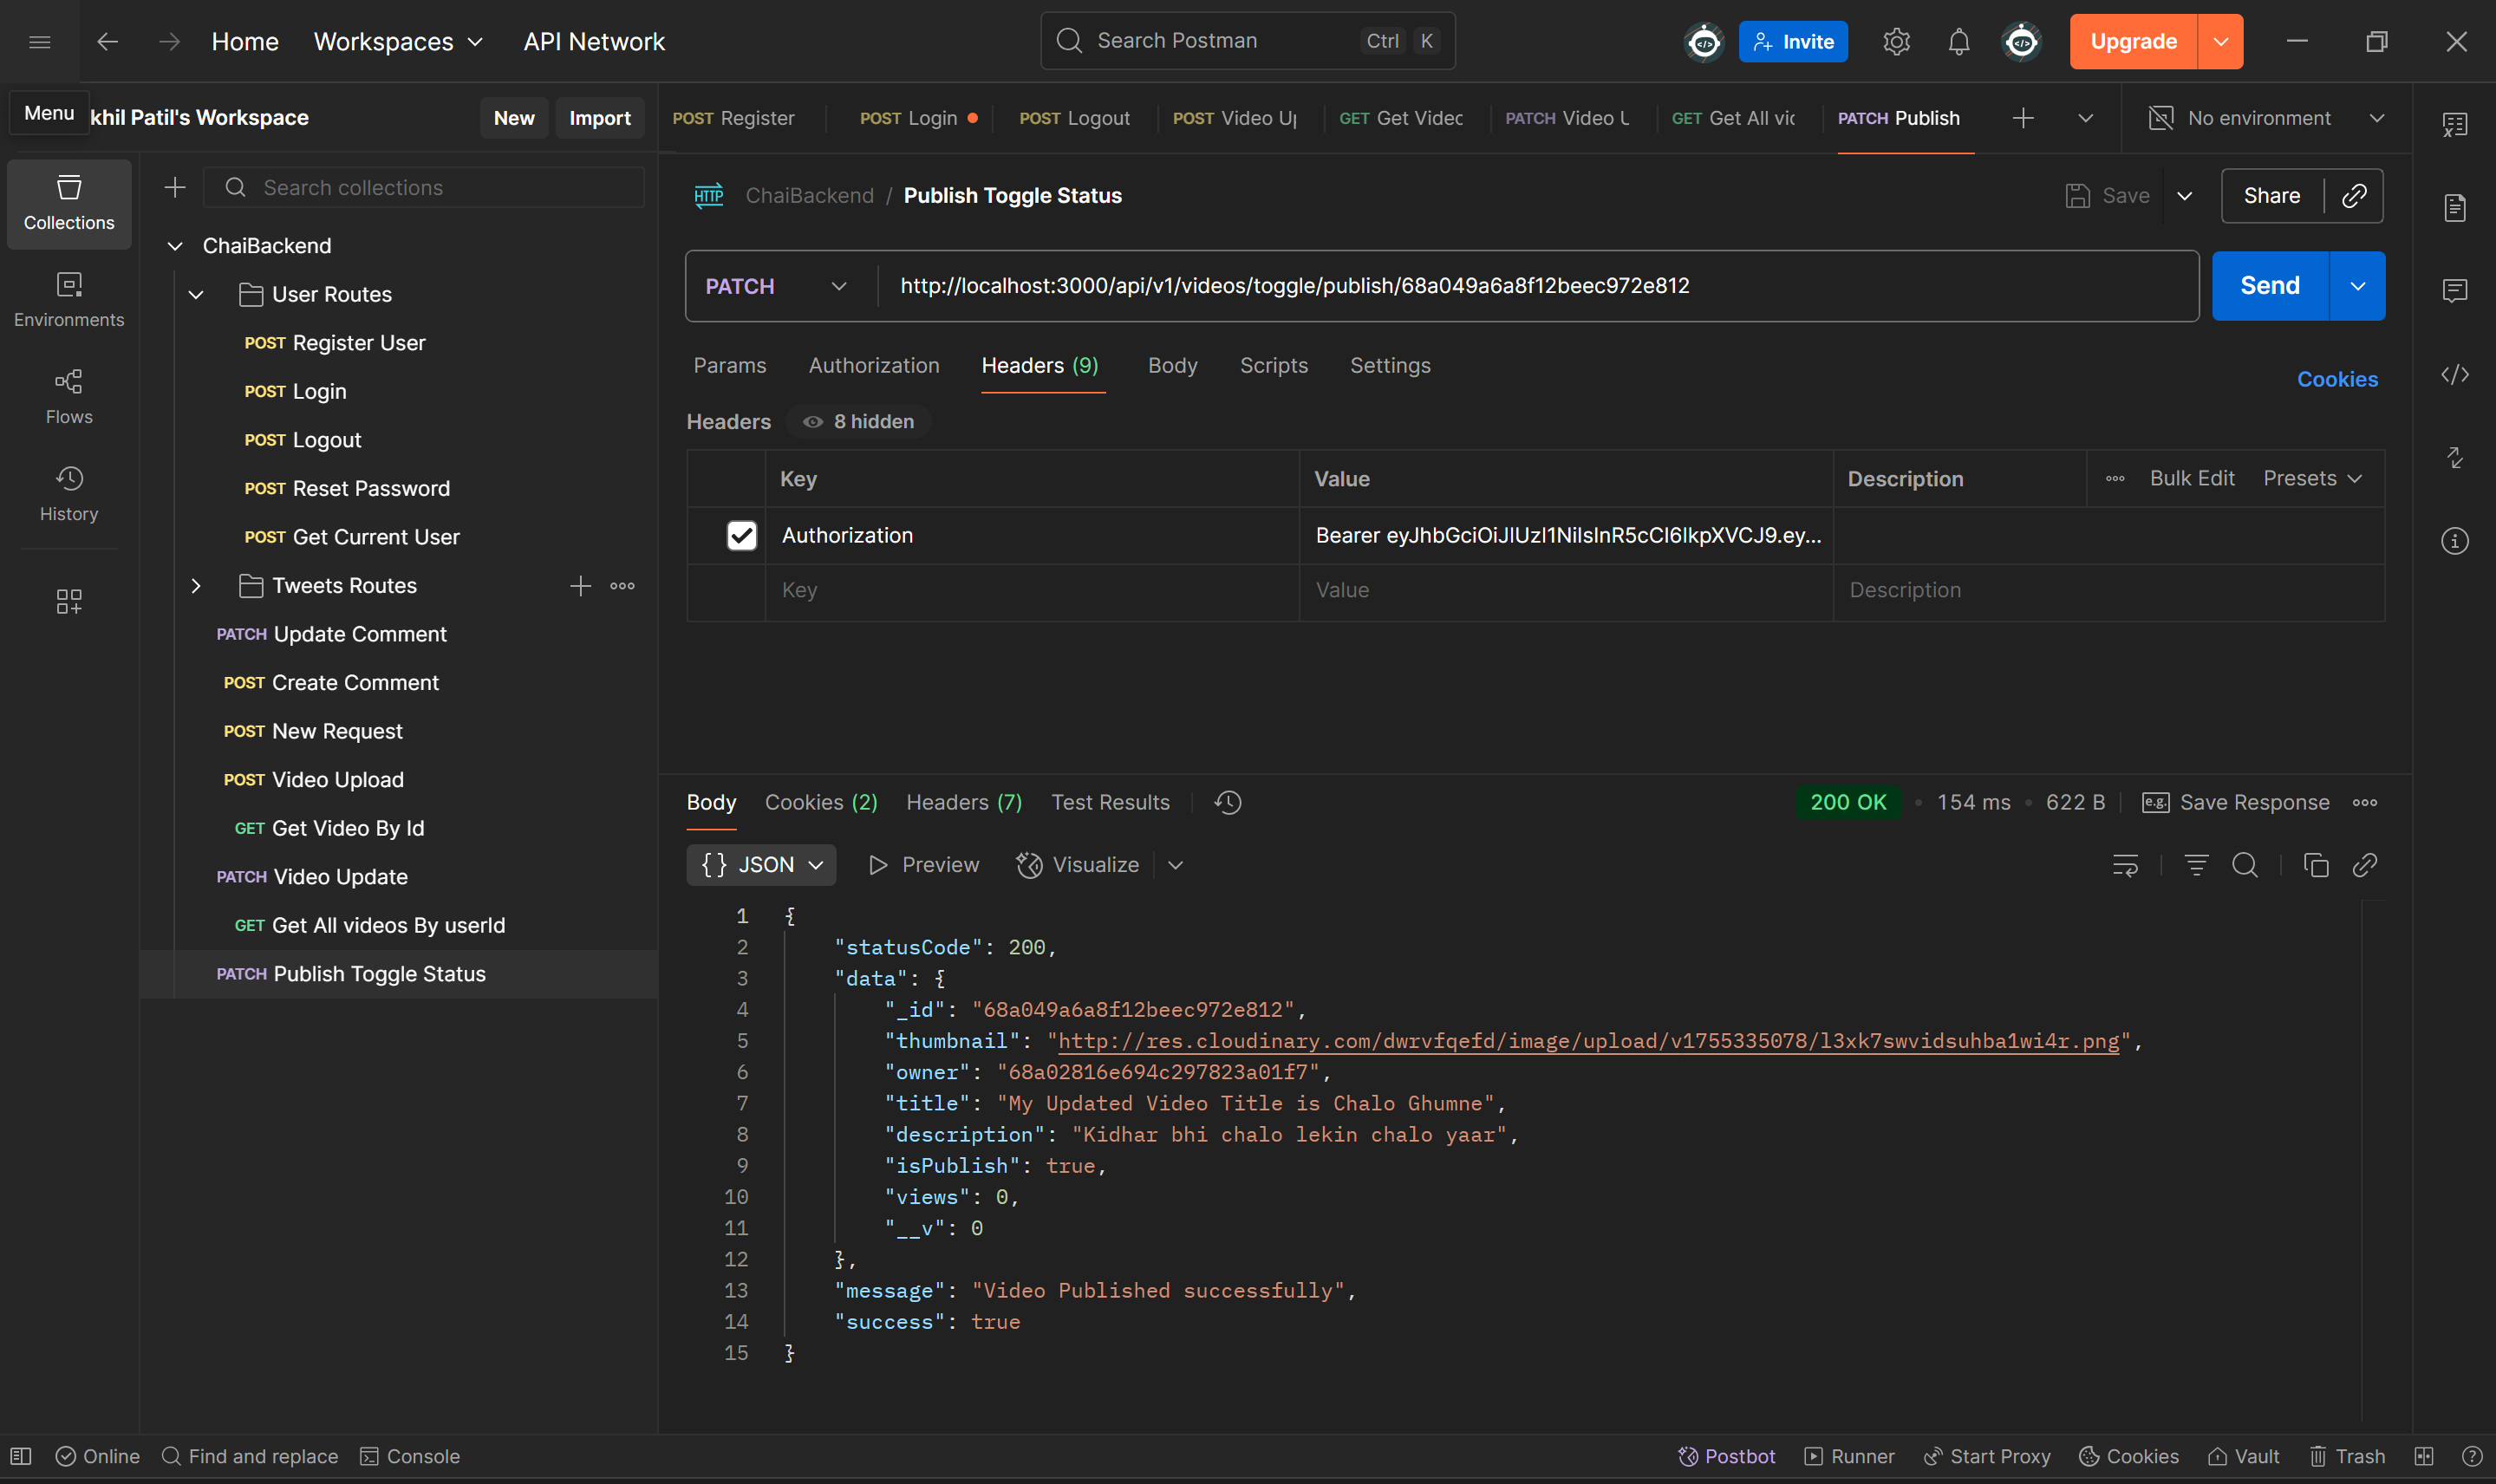 Home Workspaces API Network Search Postman Ctrl K Invite Upgrade
Menu khil Patil's Workspace New Import
POST Register POST Login POST Logout POST Video Up GET Get Video PATCH Video U GET Get All vic PATCH Publish No environment
Collections
Environments
Flows
History
Search collections
ChaiBackend
User Routes
POST Register User
POST Login
POST Logout
POST Reset Password
POST Get Current User
Tweets Routes
PATCH Update Comment
POST Create Comment
POST New Request
POST Video Upload
GET Get Video By Id
PATCH Video Update
GET Get All videos By userId
PATCH Publish Toggle Status
HTTP ChaiBackend / Publish Toggle Status Save Share
PATCH http://localhost:3000/api/v1/videos/toggle/publish/68a049a6a8f12beec972e812 Send
Params Authorization Headers (9) Body Scripts Settings Cookies
Headers 8 hidden
Key Value Description Bulk Edit Presets
Authorization Bearer eyJhbGciOiJIUzI1NiIsInR5cCI6IkpXVCJ9.ey...
Key Value Description
Body Cookies (2) Headers (7) Test Results 200 OK • 154 ms • 622 B e.g. Save Response
{} JSON Preview Visualize
1 {
2 "statusCode": 200,
3 "data": {
4 "_id": "68a049a6a8f12beec972e812",
5 "thumbnail": "http://res.cloudinary.com/dwrvfqefd/image/upload/v1755335078/l3xk7swvidsuhba1wi4r.png",
6 "owner": "68a02816e694c297823a01f7",
7 "title": "My Updated Video Title is Chalo Ghumne",
8 "description": "Kidhar bhi chalo lekin chalo yaar",
9 "isPublish": true,
10 "views": 0,
11 "__v": 0
12 },
13 "message": "Video Published successfully",
14 "success": true
15 }
Online Find and replace Console Postbot Runner Start Proxy Cookies Vault Trash